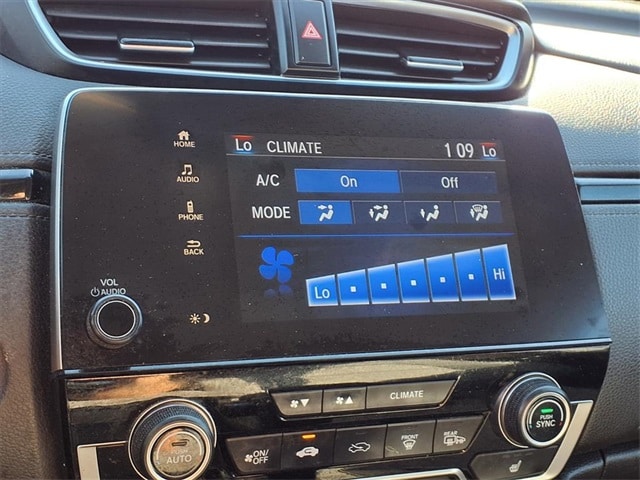 HOME
AUDIO
PHONE
BACK
VOL
AUDIO
Lo CLIMATE 1 09 Lo
A/C On Off
MODE
Lo Hi
CLIMATE
PUSH AUTO
ON/OFF
FRONT
REAR
PUSH SYNC